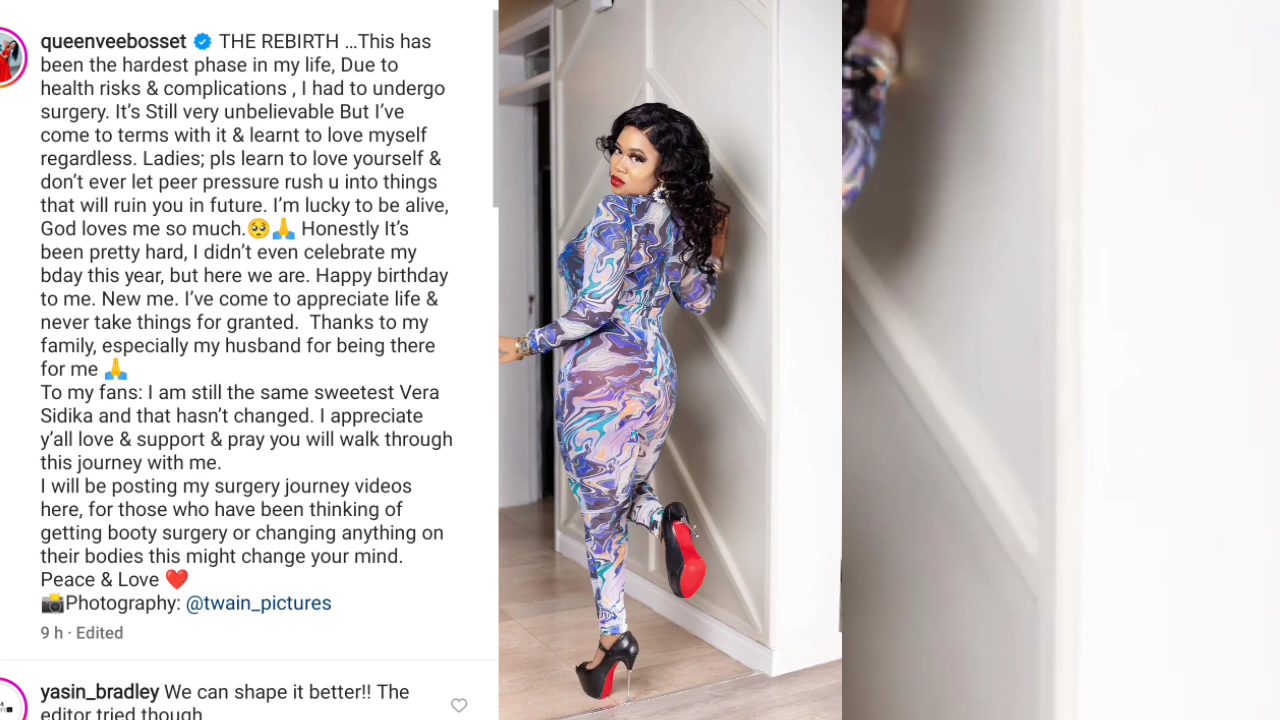 queenveebosset THE REBIRTH ...This has
been the hardest phase in my life, Due to
health risks & complications , I had to undergo
surgery. It’s Still very unbelievable But I’ve
come to terms with it & learnt to love myself
regardless. Ladies; pls learn to love yourself &
don’t ever let peer pressure rush u into things
that will ruin you in future. I’m lucky to be alive,
God loves me so much.🥺🙏 Honestly It’s
been pretty hard, I didn’t even celebrate my
bday this year, but here we are. Happy birthday
to me. New me. I’ve come to appreciate life &
never take things for granted. Thanks to my
family, especially my husband for being there
for me 🙏
To my fans: I am still the same sweetest Vera
Sidika and that hasn’t changed. I appreciate
y’all love & support & pray you will walk through
this journey with me.
I will be posting my surgery journey videos
here, for those who have been thinking of
getting booty surgery or changing anything on
their bodies this might change your mind.
Peace & Love ❤️
📸Photography: @twain_pictures
9 h · Edited
yasin_bradley We can shape it better!! The
editor tried though